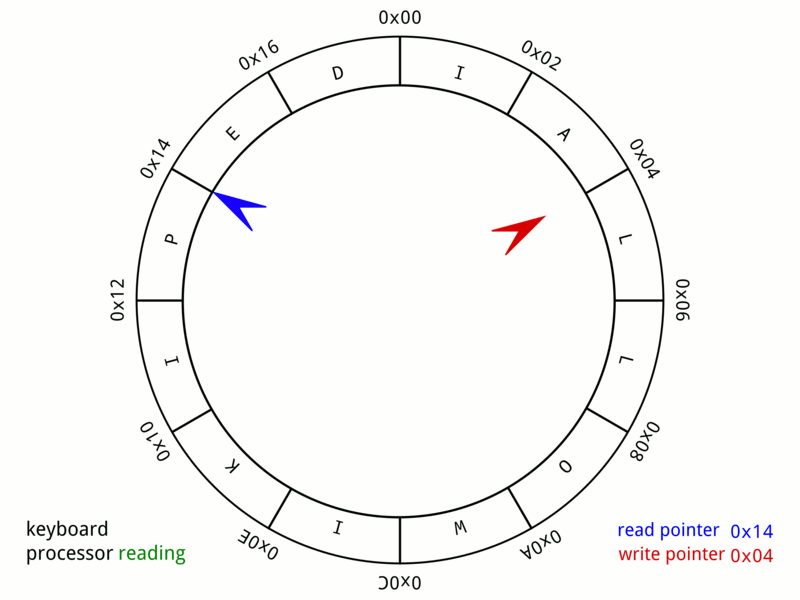 0x00
0x02
0x04
0x06
0x08
0x0A
0x0C
0x0E
0x10
0x12
0x14
0x16
I
A
L
L
O
W
I
K
I
P
E
D
keyboard
processor reading
read pointer 0x14
write pointer 0x04